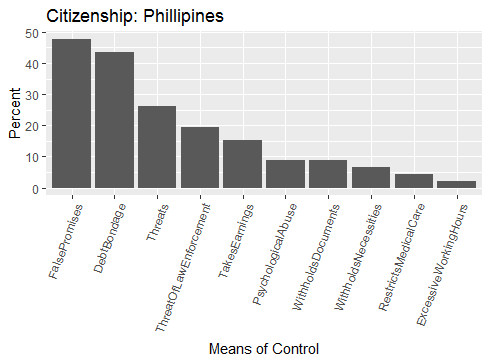 Citizenship: Phillipines
Percent
50
40
30
20
10
0
FalsePromises
DebtBondage
Threats
ThreatOfLawEnforcement
TakesEarnings
PsychologicalAbuse
WithholdsDocuments
WithholdsNecessities
RestrictsMedicalCare
ExcessiveWorkingHours
Means of Control